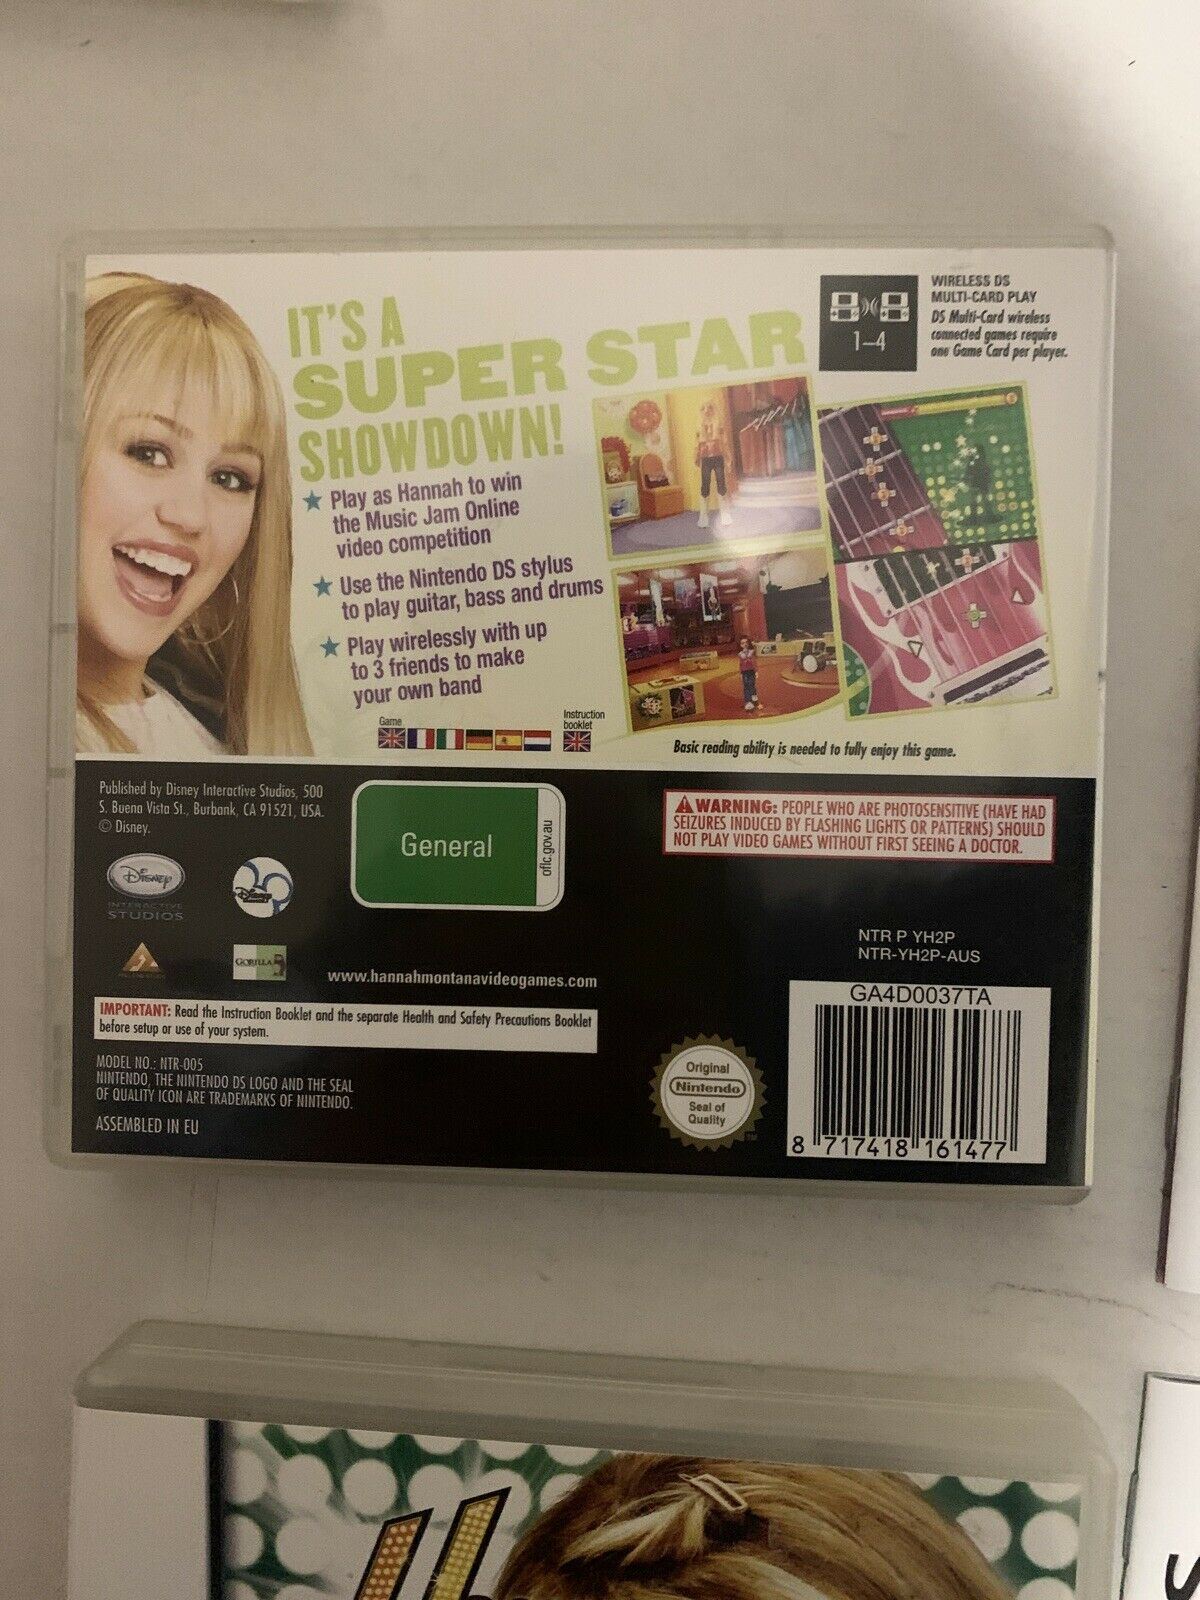 IT'S A
SUPER STAR
SHOWDOWN!
Play as Hannah to win
the Music Jam Online
video competition
Use the Nintendo DS stylus
to play guitar, bass and drums
Play wirelessly with up
to 3 friends to make
your own band
WIRELESS DS
MULTI-CARD PLAY
DS Multi-Card wireless
connected games require
one Game Card per player.
1–4
Game
Instruction
booklet
Basic reading ability is needed to fully enjoy this game.
Published by Disney Interactive Studios, 500
S. Buena Vista St., Burbank, CA 91521, USA.
© Disney.
General
oflc.gov.au
WARNING: PEOPLE WHO ARE PHOTOSENSITIVE (HAVE HAD
SEIZURES INDUCED BY FLASHING LIGHTS OR PATTERNS) SHOULD
NOT PLAY VIDEO GAMES WITHOUT FIRST SEEING A DOCTOR.
Disney
INTERACTIVE
STUDIOS
Disney
GORILLA
www.hannahmontanavideogames.com
NTR P YH2P
NTR-YH2P-AUS
IMPORTANT: Read the Instruction Booklet and the separate Health and Safety Precautions Booklet
before setup or use of your system.
MODEL NO.: NTR-005
NINTENDO, THE NINTENDO DS LOGO AND THE SEAL
OF QUALITY ICON ARE TRADEMARKS OF NINTENDO.
ASSEMBLED IN EU
Original
Nintendo
Seal of
Quality
TM
GA4D0037TA
8 717418 161477